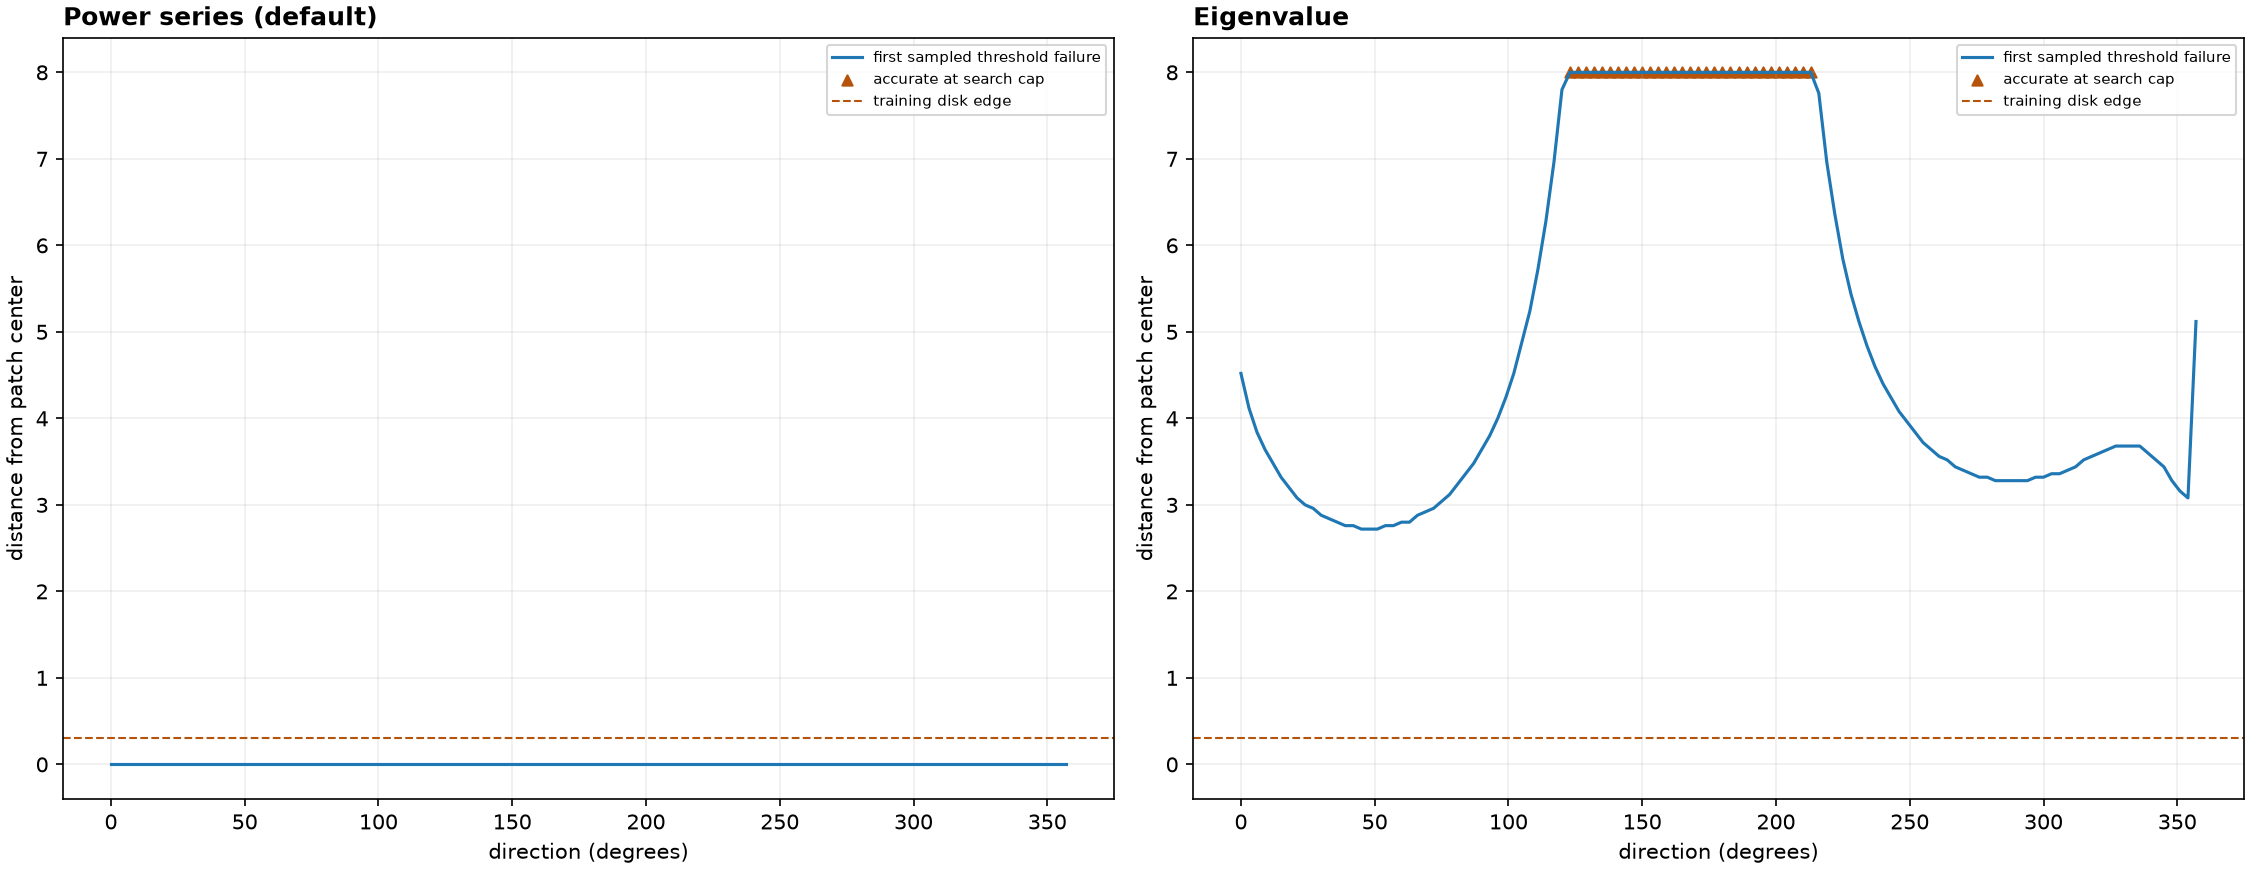 Power series (default)
first sampled threshold failure
accurate at search cap
training disk edge
8
7
6
5
4
3
2
1
0
distance from patch center
0
50
100
150
200
250
300
350
direction (degrees)
Eigenvalue
first sampled threshold failure
accurate at search cap
training disk edge
8
7
6
5
4
3
2
1
0
distance from patch center
0
50
100
150
200
250
300
350
direction (degrees)